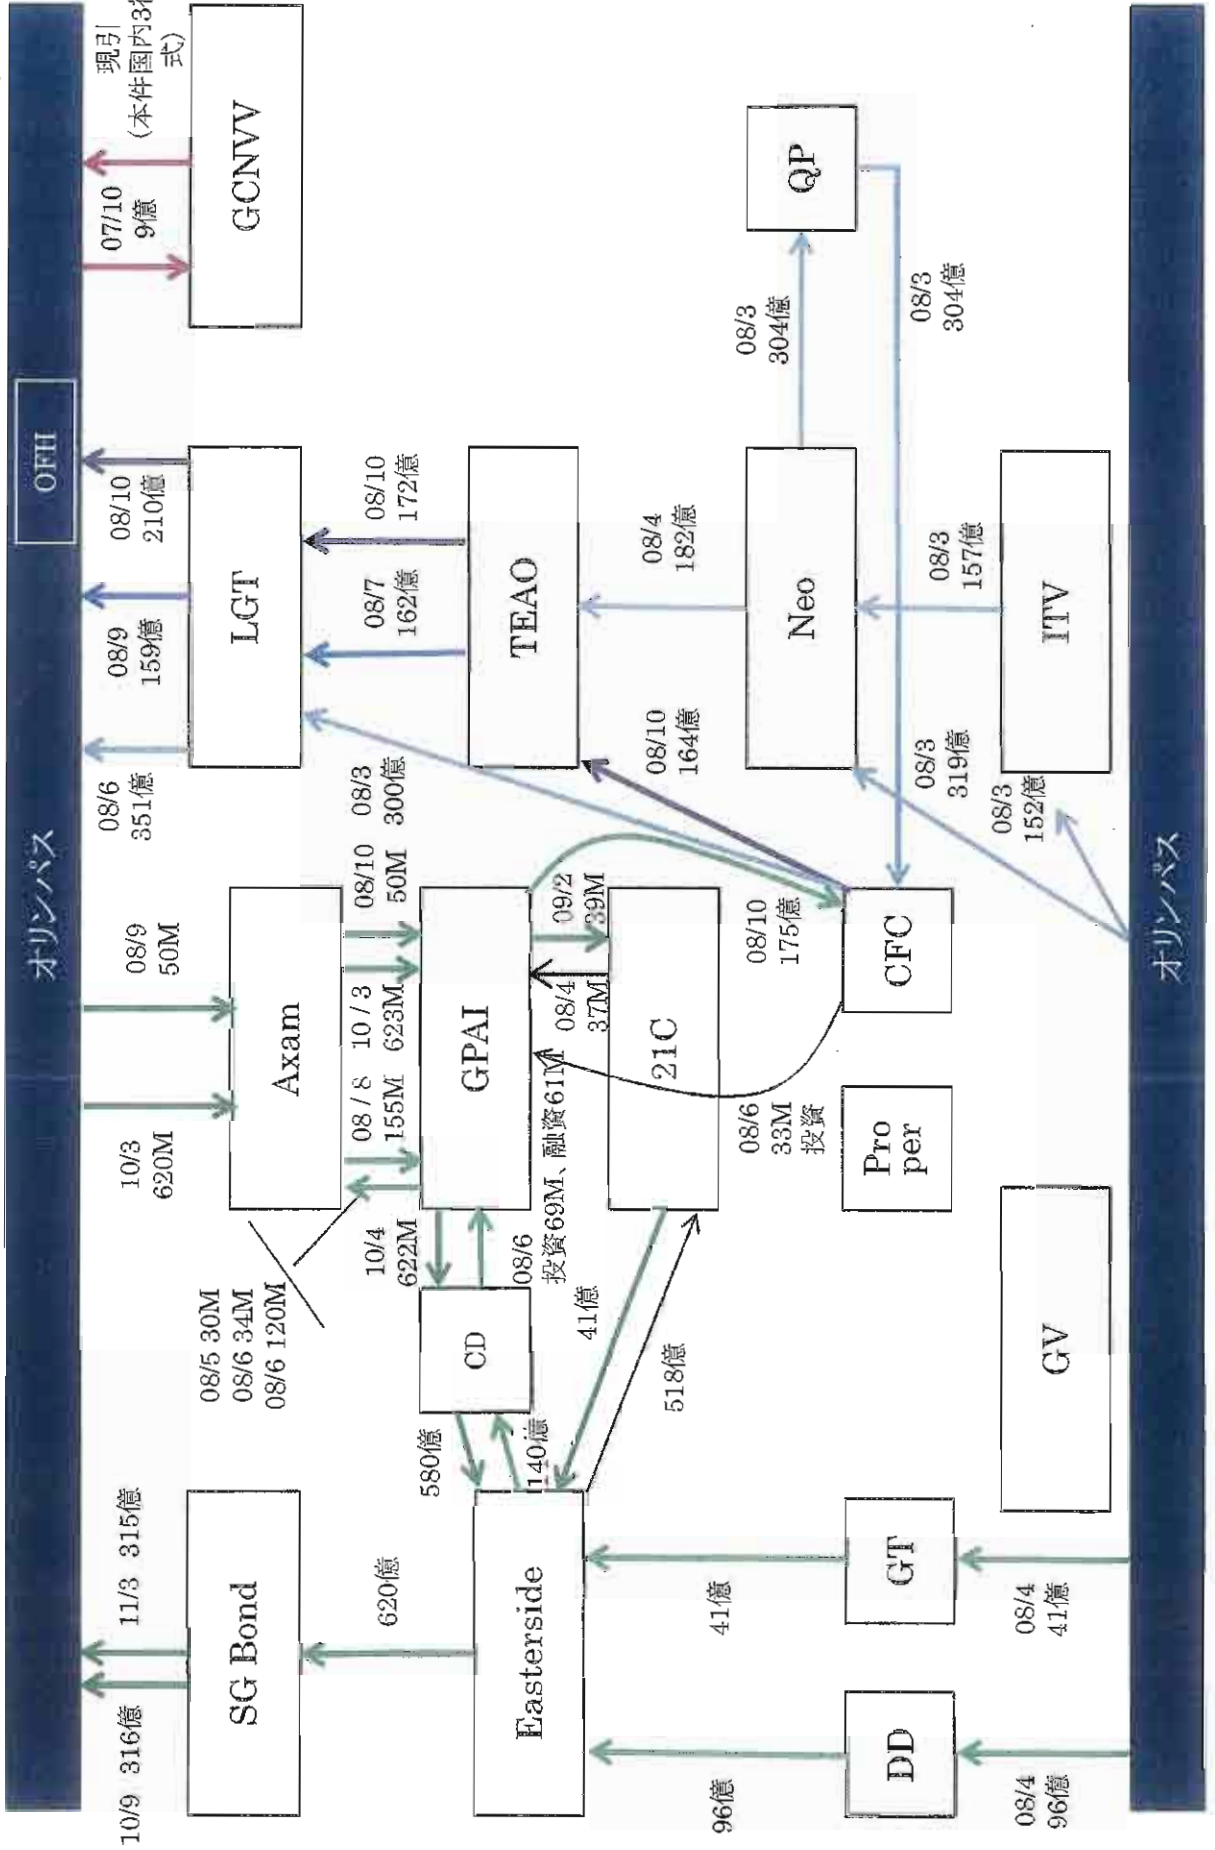 オリンパス
OFH
10/9 316億
11/3 315億
10/3
620M
08/9
50M
08/6
351億
08/9
159億
08/10
210億
07/10
9億
現引
(本件国内3
式)
SG Bond
Axam
LGT
GCNVV
08/5 30M
08/6 34M
08/6 120M
08/8
155M
10/3
623M
08/10
50M
08/3
300億
08/7
162億
08/10
172億
620億
10/4
622M
GPAI
TEAO
580億
CD
08/6
投資69M、融資61M
08/4
37M
09/2
39M
Easterside
140億
41億
518億
21C
08/10
164億
08/4
182億
96億
41億
08/6
33M
投資
08/10
175億
Neo
08/3
304億
QP
DD
GT
Pro
per
CFC
08/3
319億
08/3
157億
08/3
304億
08/4
96億
08/4
41億
GV
08/3
152億
ITV
オリンパス